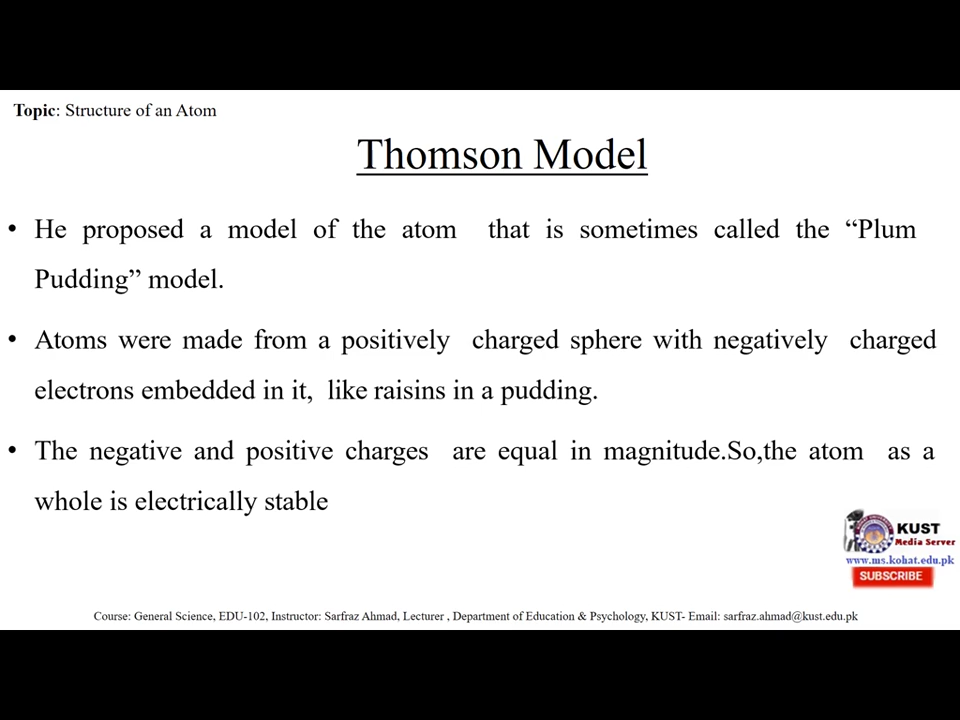 Topic: Structure of an Atom
Thomson Model
• He proposed a model of the atom that is sometimes called the “Plum
Pudding” model.
• Atoms were made from a positively charged sphere with negatively charged
electrons embedded in it, like raisins in a pudding.
• The negative and positive charges are equal in magnitude.So,the atom as a
whole is electrically stable
KUST
Media Server
www.ms.kohat.edu.pk
SUBSCRIBE
Course: General Science, EDU-102, Instructor: Sarfraz Ahmad, Lecturer , Department of Education & Psychology, KUST- Email: sarfraz.ahmad@kust.edu.pk